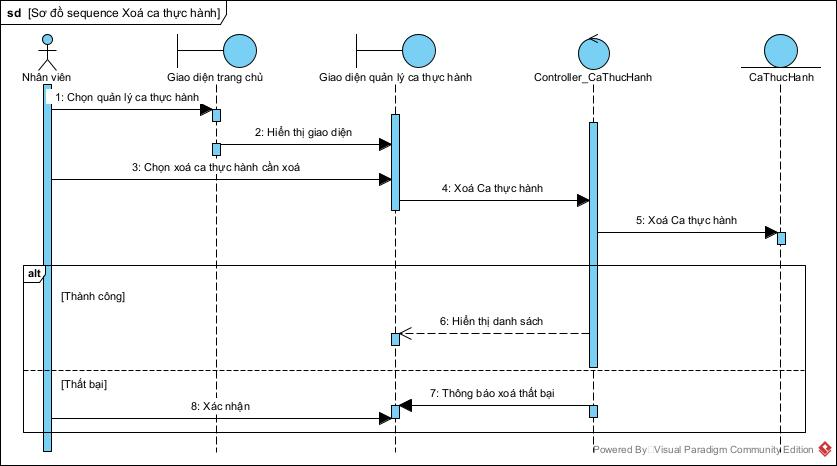 sd [Sơ đồ sequence Xoá ca thực hành]
Nhân viên
Giao diện trang chủ
Giao diện quản lý ca thực hành
Controller_CaThucHanh
CaThucHanh
1: Chọn quản lý ca thực hành
2: Hiển thị giao diện
3: Chọn xoá ca thực hành cần xoá
4: Xoá Ca thực hành
5: Xoá Ca thực hành
alt
[Thành công]
6: Hiển thị danh sách
[Thất bại]
7: Thông báo xoá thất bại
8: Xác nhận
Powered By Visual Paradigm Community Edition